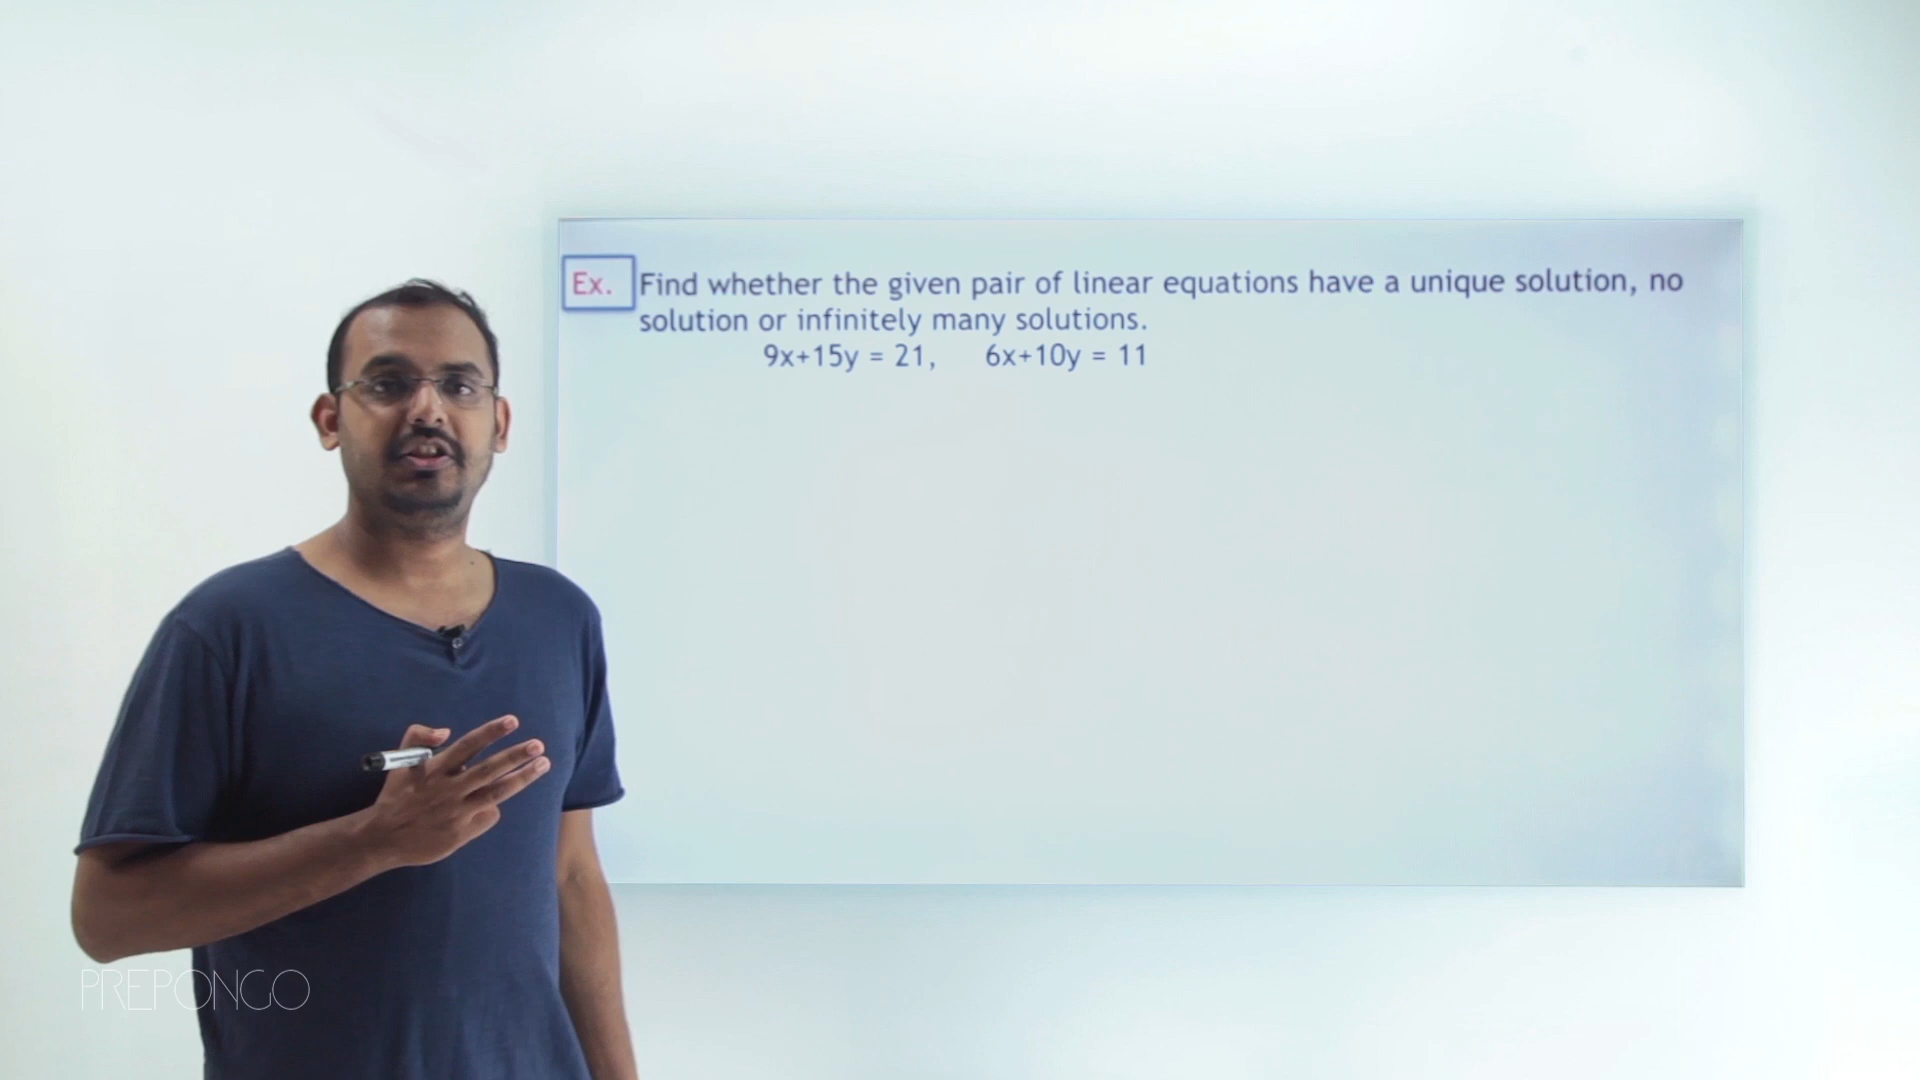 Ex. Find whether the given pair of linear equations have a unique solution, no
solution or infinitely many solutions.
9x+15y = 21, 6x+10y = 11
PREPONGO